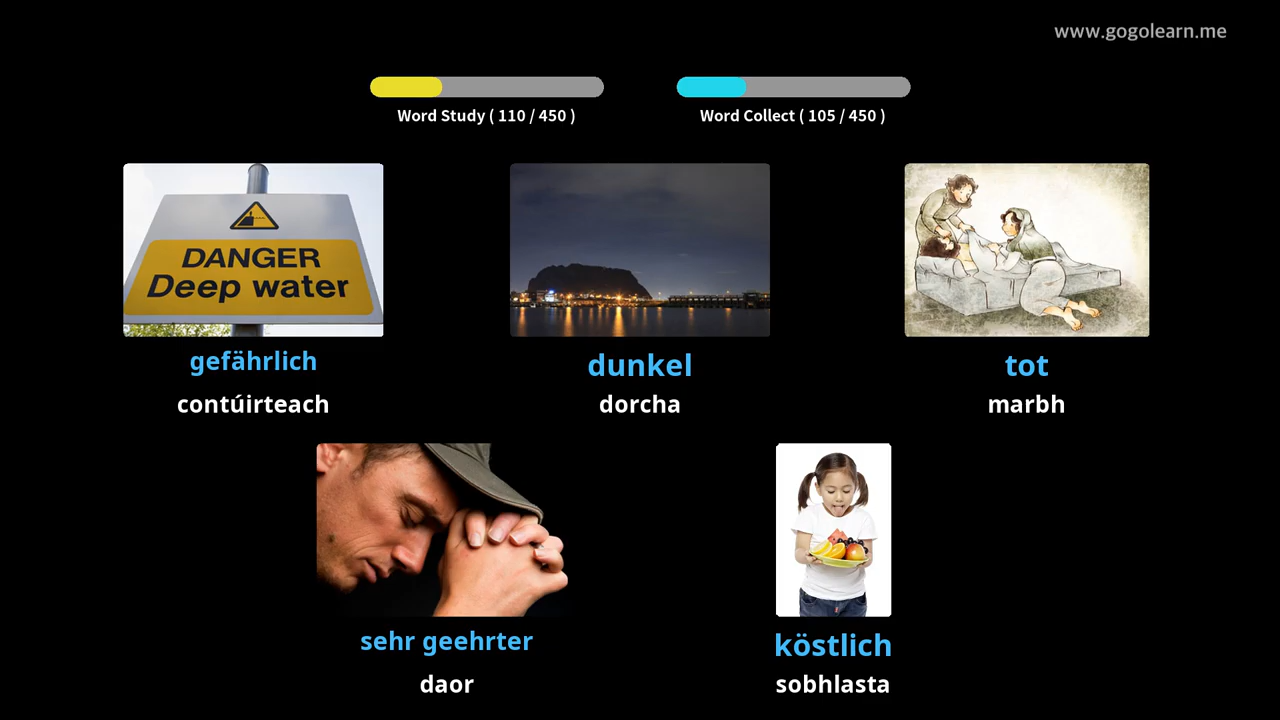 www.gogolearn.me
Word Study ( 110 / 450 )
Word Collect ( 105 / 450 )
DANGER
Deep water
gefährlich
dunkel
tot
contúirteach
dorcha
marbh
sehr geehrter
köstlich
daor
sobhlasta